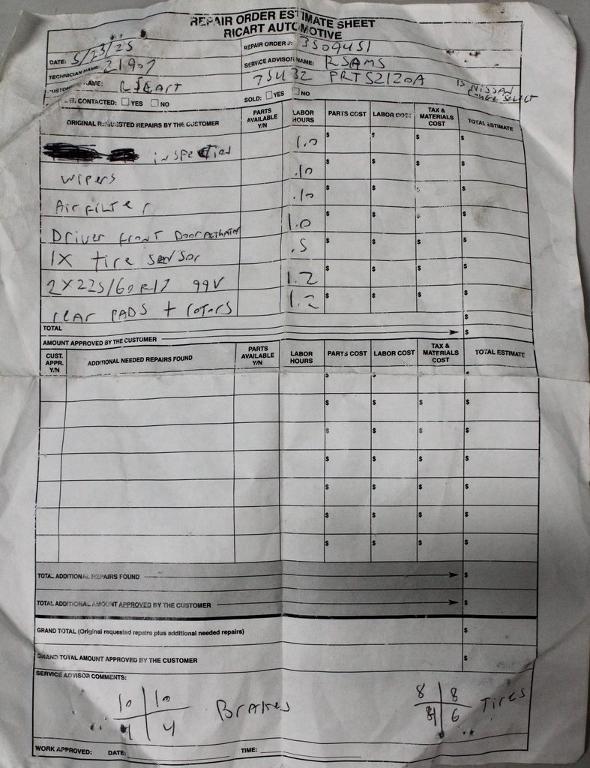 REPAIR ORDER ESTIMATE SHEET
RICART AUTOMOTIVE
DATE: 5/23/25 REPAIR ORDER #: 3509451
TECHNICIAN NAME: 21907 SERVICE ADVISOR NAME: RSAMS
NAME: RICART 75432 PRTS2120A 15 NISSAN
CONTACTED: YES NO SOLD: YES NO
ORIGINAL REQUESTED REPAIRS BY THE CUSTOMER PARTS AVAILABLE Y/N LABOR HOURS PARTS COST LABOR COST TAX & MATERIALS COST TOTAL ESTIMATE
inspection 1.0 $ $ $ $
wipers .10 $ $ $ $
Air FILTER .10 $ $ $ $
Driver front Door Actuator 1.0 $ $ $ $
1X tire sensor .5 $ $ $ $
2X225/60R17 99V 1.2 $ $ $ $
rear PADS + rotors 1.2 $ $ $ $
TOTAL $
AMOUNT APPROVED BY THE CUSTOMER $
CUST. APPR. Y/N ADDITIONAL NEEDED REPAIRS FOUND PARTS AVAILABLE Y/N LABOR HOURS PARTS COST LABOR COST TAX & MATERIALS COST TOTAL ESTIMATE
$ $ $ $
$ $ $ $
$ $ $ $
$ $ $ $
$ $ $ $
$ $ $ $
$ $ $ $
TOTAL ADDITIONAL REPAIRS FOUND $
TOTAL ADDITIONAL AMOUNT APPROVED BY THE CUSTOMER $
GRAND TOTAL (Original requested repairs plus additional needed repairs) $
GRAND TOTAL AMOUNT APPROVED BY THE CUSTOMER $
SERVICE ADVISOR COMMENTS:
10 10 8 8
4 4 BRAKES 6 Tires
WORK APPROVED: DATE: TIME: